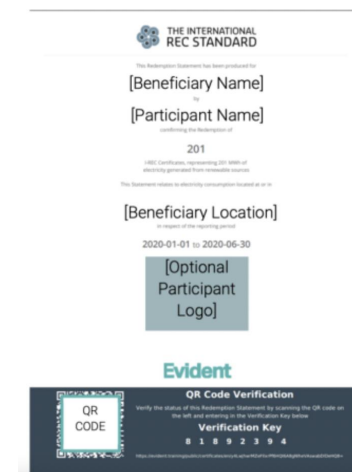 THE INTERNATIONAL
REC STANDARD
This Redemption Statement has been produced for
[Beneficiary Name]
by
[Participant Name]
confirming the Redemption of
201
I-REC Certificates, representing 201 MWh of
electricity generated from renewable sources
This Statement relates to electricity consumption located at or in
[Beneficiary Location]
in respect of the reporting period
2020-01-01 to 2020-06-30
[Optional
Participant
Logo]
Evident
QR Code Verification
Verify the status of this Redemption Statement by scanning the QR code on
the left and entering in the Verification Key below
QR
CODE
Verification Key
8 1 8 9 2 3 9 4